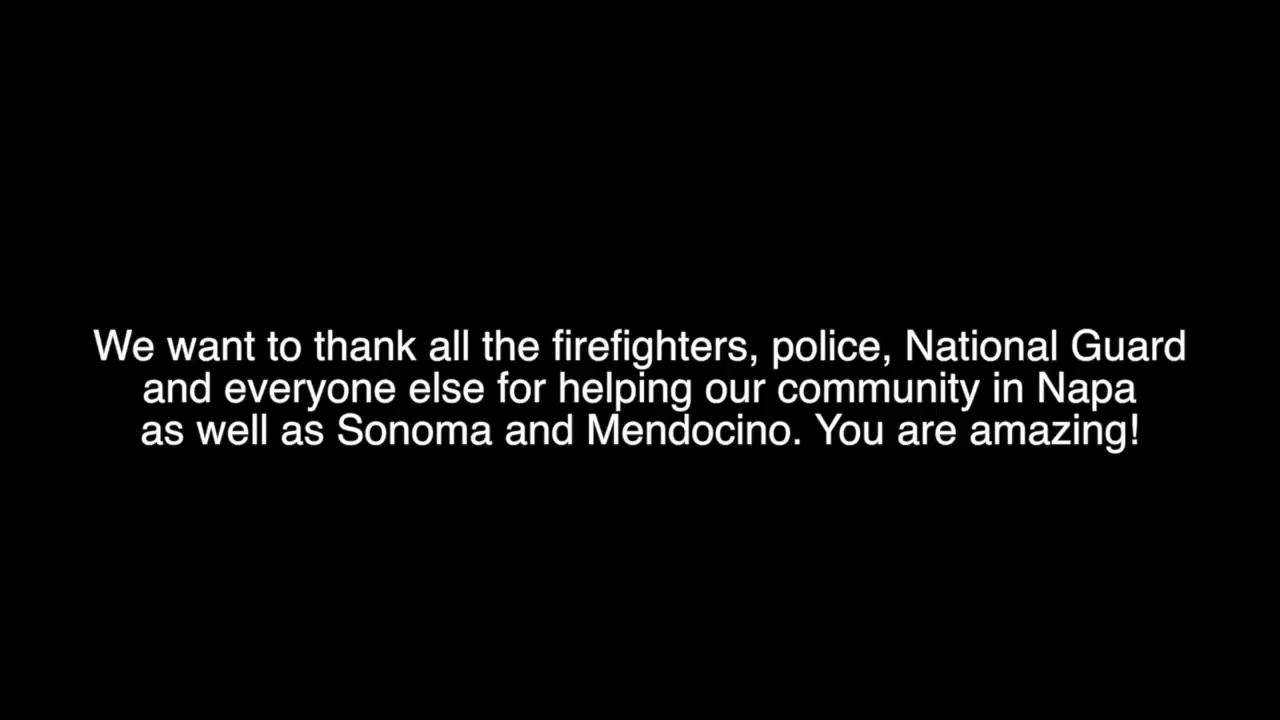 We want to thank all the firefighters, police, National Guard
and everyone else for helping our community in Napa
as well as Sonoma and Mendocino. You are amazing!